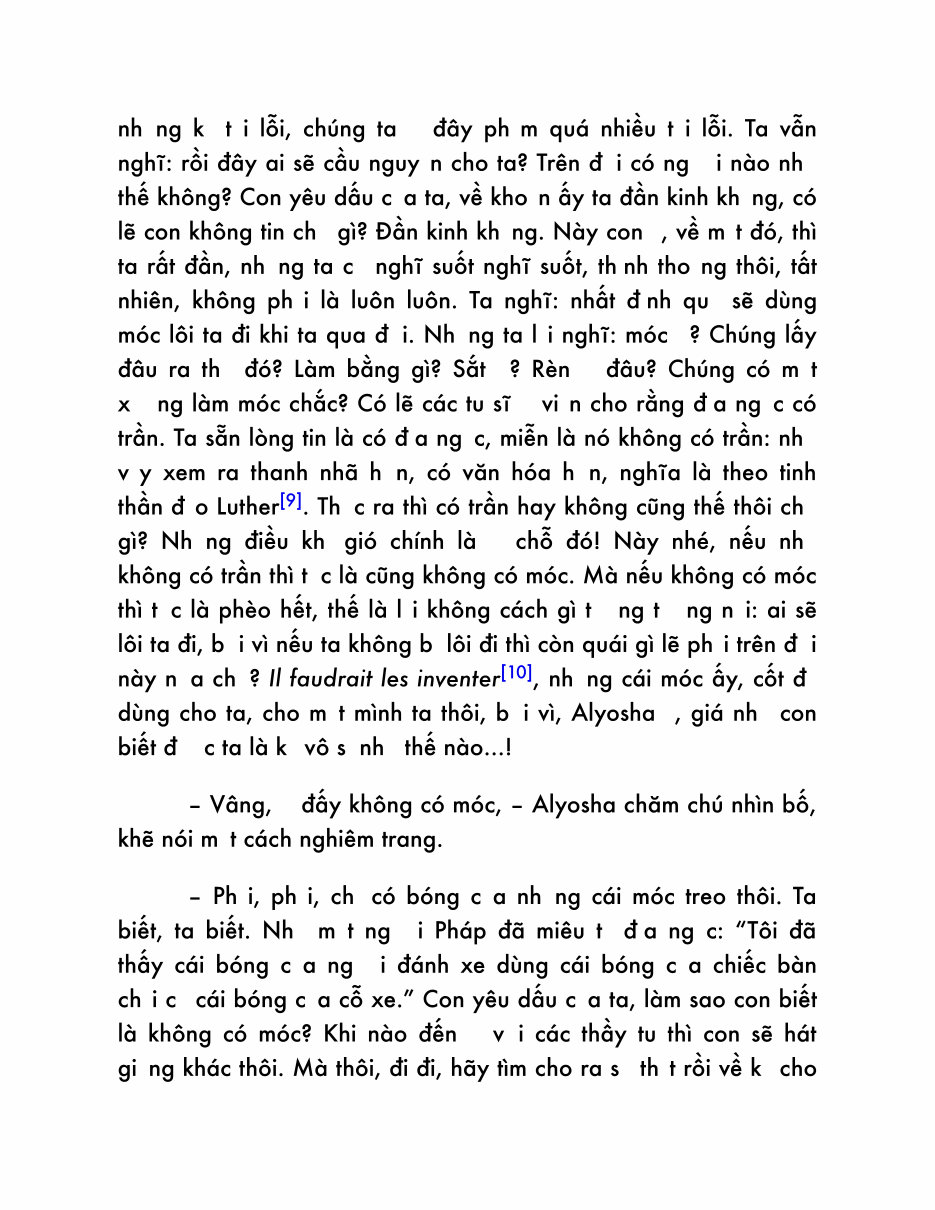 nh ng k t i lỗi, chúng ta đây ph m quá nhiều t i lỗi. Ta vẫn
nghĩ: rồi đây ai sẽ cầu nguy n cho ta? Trên đ i có ng i nào nh
thế không? Con yêu dấu c a ta, về kho n ấy ta đần kinh kh ng, có
lẽ con không tin ch gì? Đần kinh kh ng. Này con , về m t đó, thì
ta rất đần, nh ng ta c nghĩ suốt nghĩ suốt, th nh tho ng thôi, tất
nhiên, không ph i là luôn luôn. Ta nghĩ: nhất đ nh qu sẽ dùng
móc lôi ta đi khi ta qua đ i. Nh ng ta l i nghĩ: móc ? Chúng lấy
đâu ra th đó? Làm bằng gì? Sắt ? Rèn đâu? Chúng có m t
x ng làm móc chắc? Có lẽ các tu sĩ vi n cho rằng đ a ng c có
trần. Ta sẵn lòng tin là có đ a ng c, miễn là nó không có trần: nh
v y xem ra thanh nhã h n, có văn hóa h n, nghĩa là theo tinh
thần đ o Luther[9]. Th c ra thì có trần hay không cũng thế thôi ch
gì? Nh ng điều kh gió chính là chỗ đó! Này nhé, nếu nh
không có trần thì t c là cũng không có móc. Mà nếu không có móc
thì t c là phèo hết, thế là l i không cách gì t ng t ng n i: ai sẽ
lôi ta đi, b i vì nếu ta không b lôi đi thì còn quái gì lẽ ph i trên đ i
này n a ch ? Il faudrait les inventer[10], nh ng cái móc ấy, cốt đ
dùng cho ta, cho m t mình ta thôi, b i vì, Alyosha , giá nh con
biết đ c ta là k vô s nh thế nào...!
– Vâng, đấy không có móc, – Alyosha chăm chú nhìn bố,
khẽ nói m t cách nghiêm trang.
– Ph i, ph i, ch có bóng c a nh ng cái móc treo thôi. Ta
biết, ta biết. Nh m t ng i Pháp đã miêu t đ a ng c: “Tôi đã
thấy cái bóng c a ng i đánh xe dùng cái bóng c a chiếc bàn
ch i c cái bóng c a cỗ xe.” Con yêu dấu c a ta, làm sao con biết
là không có móc? Khi nào đến v i các thầy tu thì con sẽ hát
gi ng khác thôi. Mà thôi, đi đi, hãy tìm cho ra s th t rồi về k cho